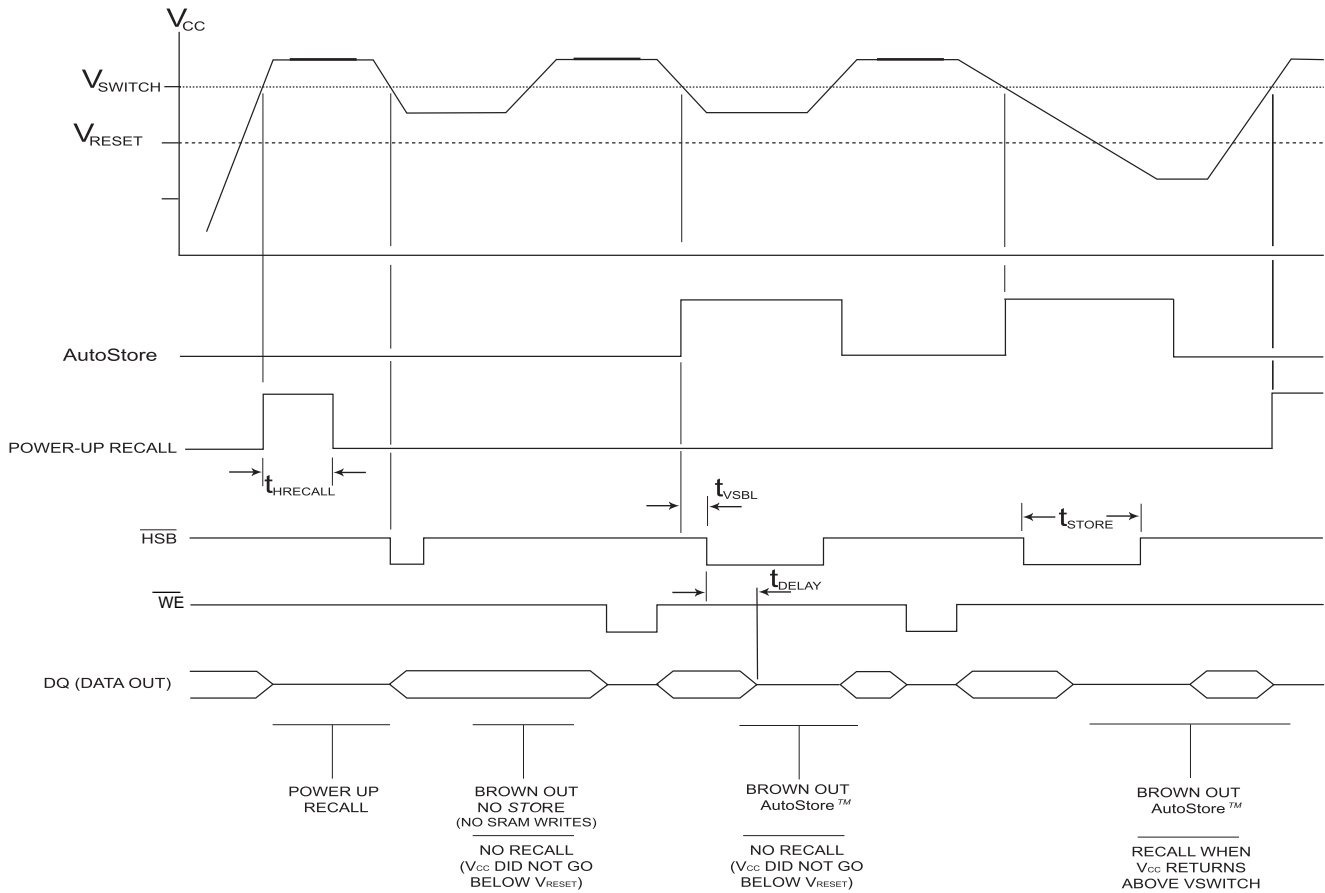 VCC
VSWITCH
VRESET
AutoStore
POWER-UP RECALL
tHRECALL
tVSBL
HSB
tSTORE
tDELAY
WE
DQ (DATA OUT)
POWER UP
RECALL
BROWN OUT
NO STORE
(NO SRAM WRITES)
NO RECALL
(VCC DID NOT GO
BELOW VRESET)
BROWN OUT
AutoStore™
NO RECALL
(VCC DID NOT GO
BELOW VRESET)
BROWN OUT
AutoStore™
RECALL WHEN
VCC RETURNS
ABOVE VSWITCH